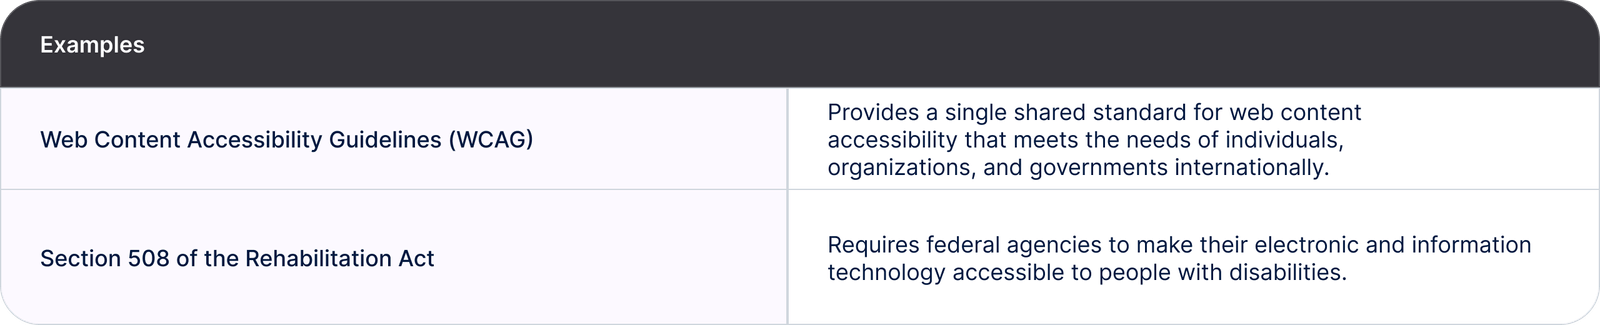 Examples
Web Content Accessibility Guidelines (WCAG)
Provides a single shared standard for web content
accessibility that meets the needs of individuals,
organizations, and governments internationally.
Section 508 of the Rehabilitation Act
Requires federal agencies to make their electronic and information
technology accessible to people with disabilities.